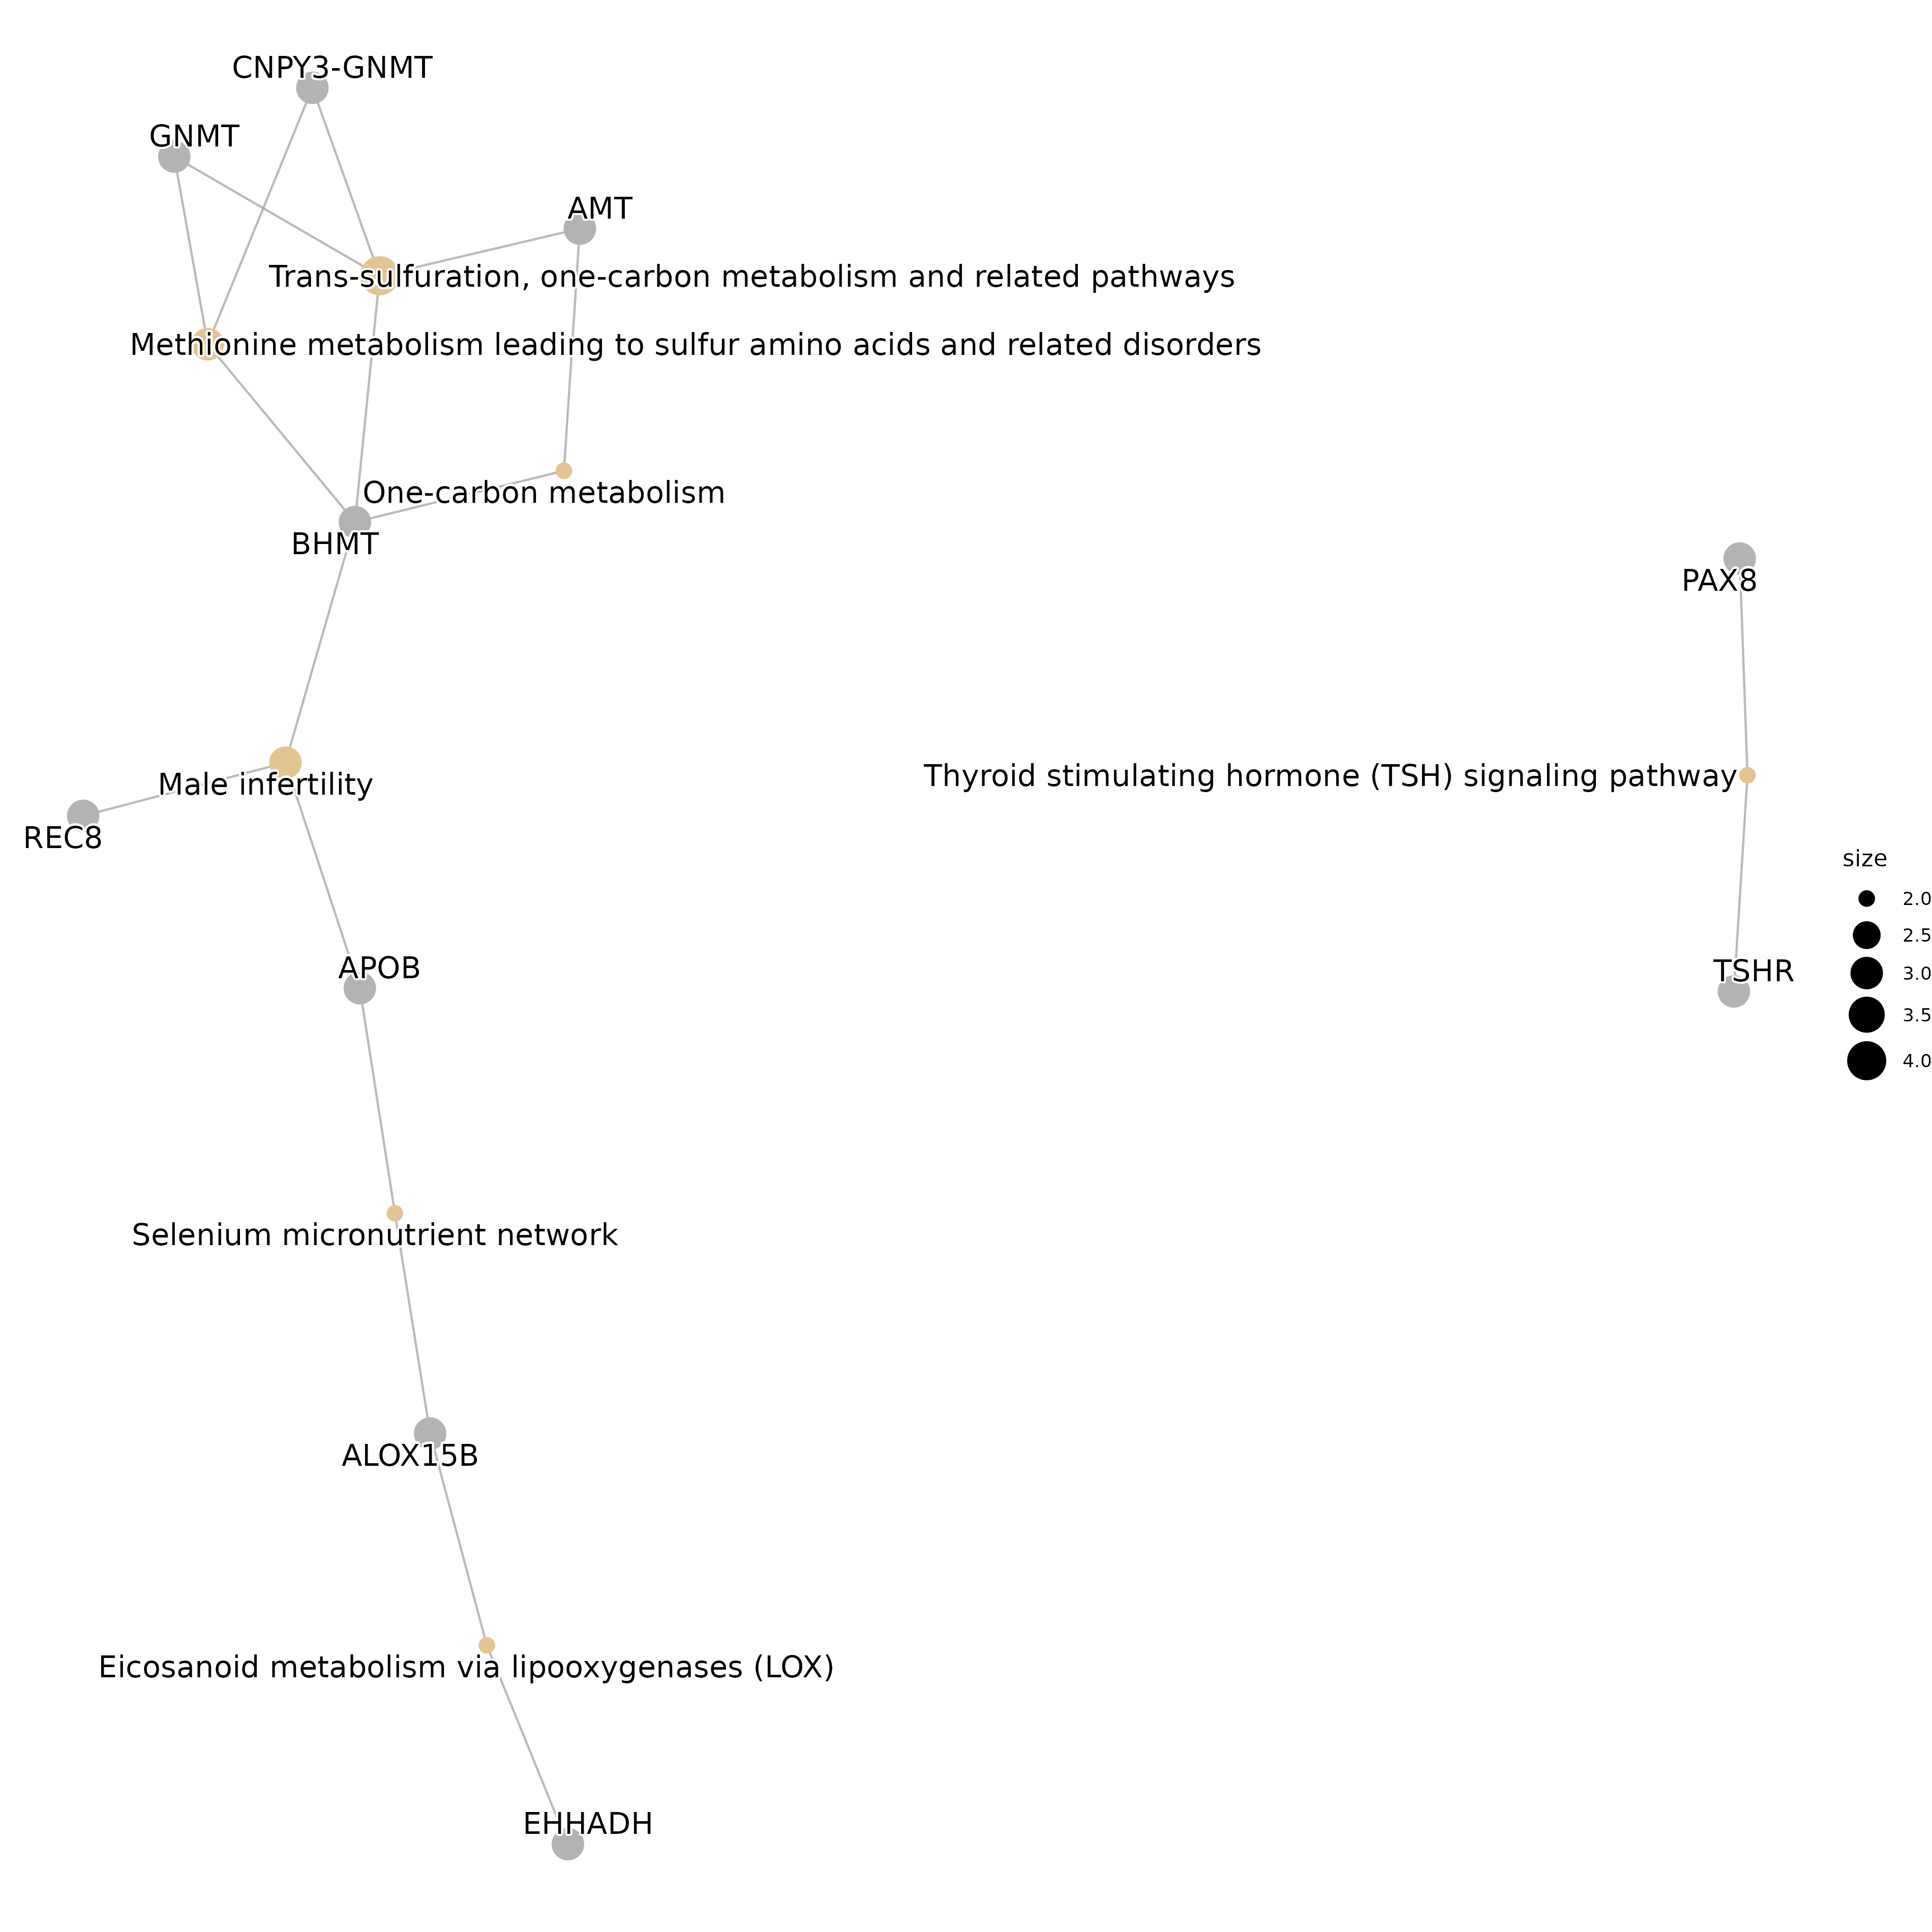 CNPY3-GNMT
GNMT
AMT
Trans-sulfuration, one-carbon metabolism and related pathways
Methionine metabolism leading to sulfur amino acids and related disorders
One-carbon metabolism
BHMT
PAX8
Thyroid stimulating hormone (TSH) signaling pathway
Male infertility
REC8
size
2.0
2.5
3.0
3.5
4.0
APOB
TSHR
Selenium micronutrient network
ALOX15B
Eicosanoid metabolism via lipooxygenases (LOX)
EHHADH